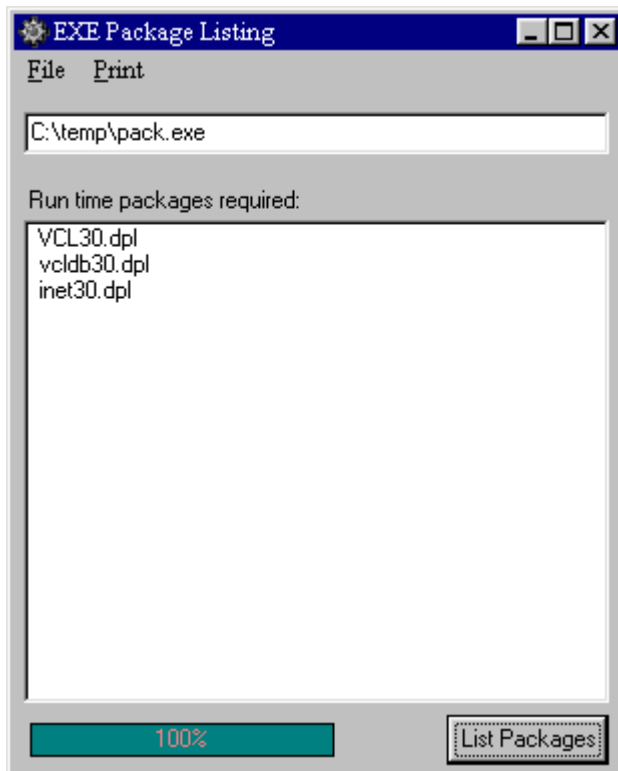 EXE Package Listing
File Print
C:\temp\pack.exe
Run time packages required:
VCL30.dpl
vcldb30.dpl
inet30.dpl
100%
List Packages